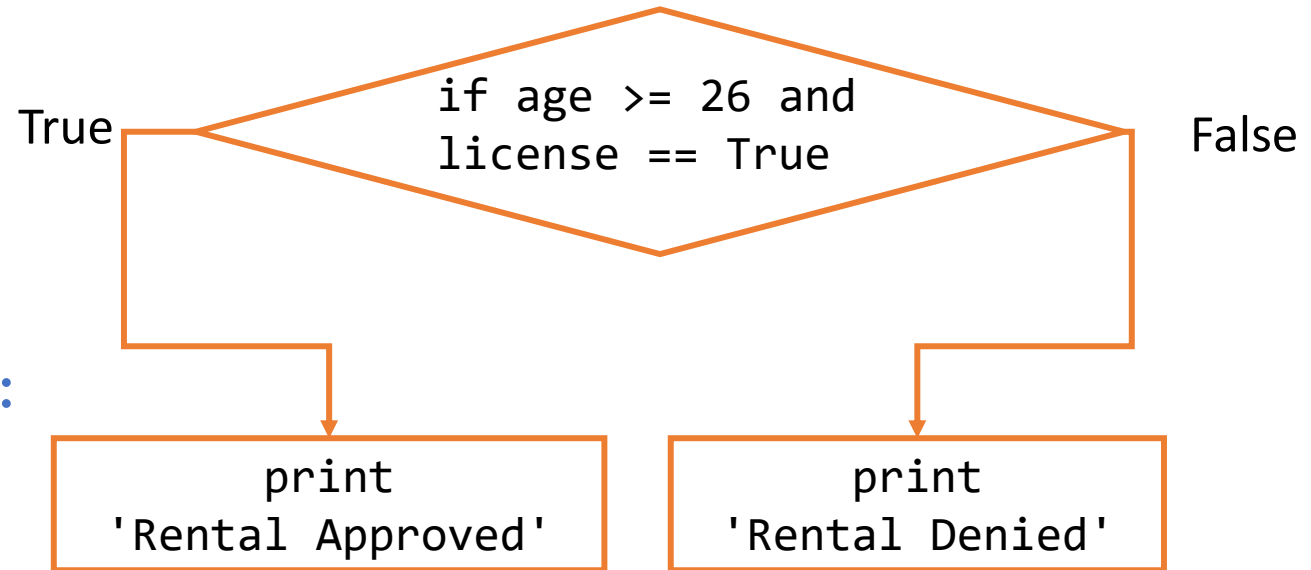 if age >= 26 and
license == True
True
False
:
print
'Rental Approved'
print
'Rental Denied'